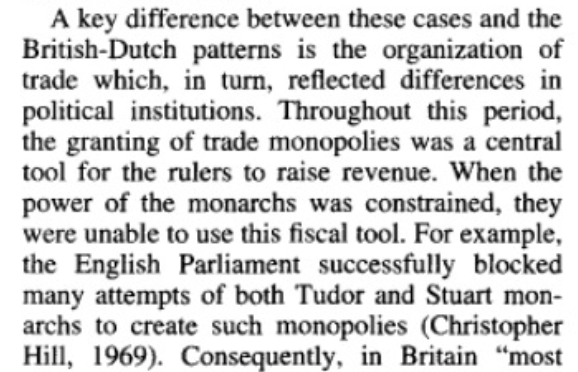 A key difference between these cases and the
British-Dutch patterns is the organization of
trade which, in turn, reflected differences in
political institutions. Throughout this period,
the granting of trade monopolies was a central
tool for the rulers to raise revenue. When the
power of the monarchs was constrained, they
were unable to use this fiscal tool. For example,
the English Parliament successfully blocked
many attempts of both Tudor and Stuart mon-
archs to create such monopolies (Christopher
Hill, 1969). Consequently, in Britain “most